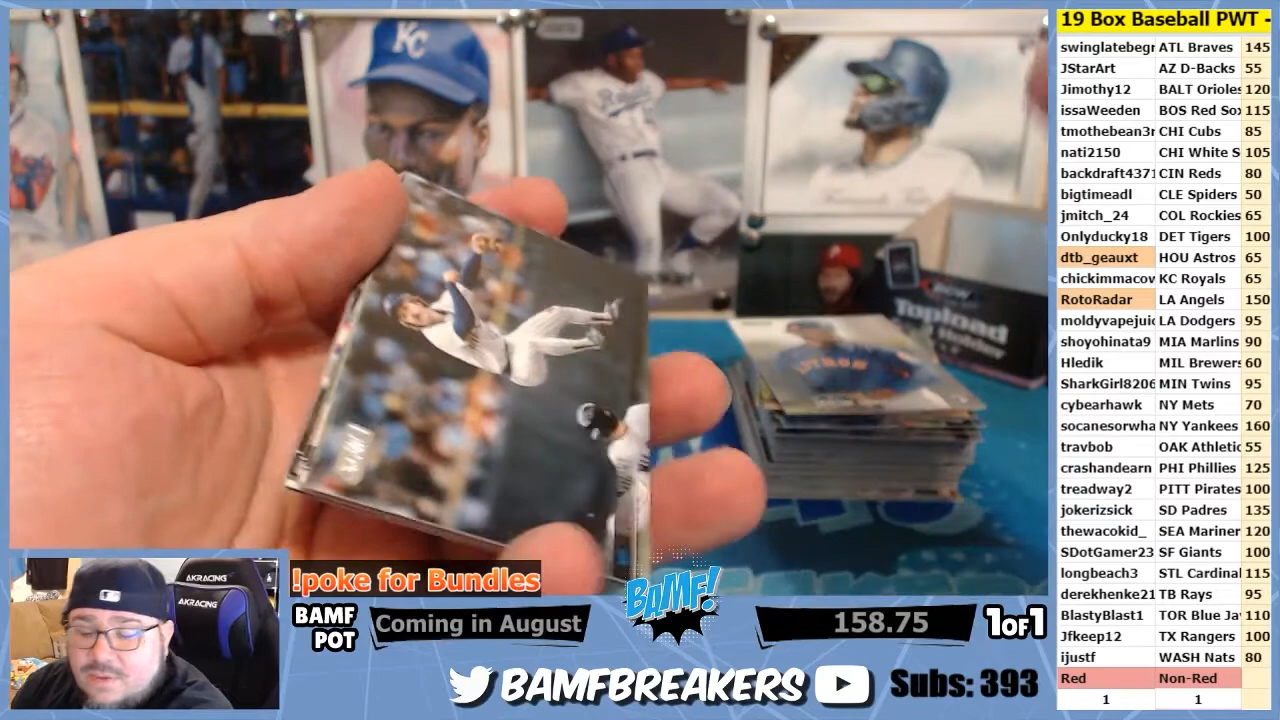 19 Box Baseball PWT -
swinglatebegr ATL Braves 145
JStarArt AZ D-Backs 55
Jimothy12 BALT Orioles 120
issaWeeden BOS Red Sox 115
tmothebean3r CHI Cubs 85
nati2150 CHI White S 105
backdraft4371 CIN Reds 80
bigtimeadl CLE Spiders 50
jmitch_24 COL Rockies 65
Onlyducky18 DET Tigers 100
dtb_geauxt HOU Astros 65
chickimmacov KC Royals 65
RotoRadar LA Angels 150
moldyvapejuic LA Dodgers 95
shoyohinata9 MIA Marlins 90
Hledik MIL Brewers 60
SharkGirl8206 MIN Twins 95
cybearhawk NY Mets 70
socanesorwha NY Yankees 160
travbob OAK Athletic 55
crashandearn PHI Phillies 125
treadway2 PITT Pirates 100
jokerizsick SD Padres 135
thewacokid_ SEA Mariner 120
SDotGamer23 SF Giants 100
longbeach3 STL Cardinal 115
derekhenke21 TB Rays 95
BlastyBlast1 TOR Blue Ja 110
Jfkeep12 TX Rangers 100
ijustf WASH Nats 80
Red Non-Red
1 1
KC
Topload
Holder
AKRACING
AKRACING
!poke for Bundles
BAMF
POT
Coming in August
BAMF!
158.75
1OF1
BAMFBREAKERS
Subs: 393